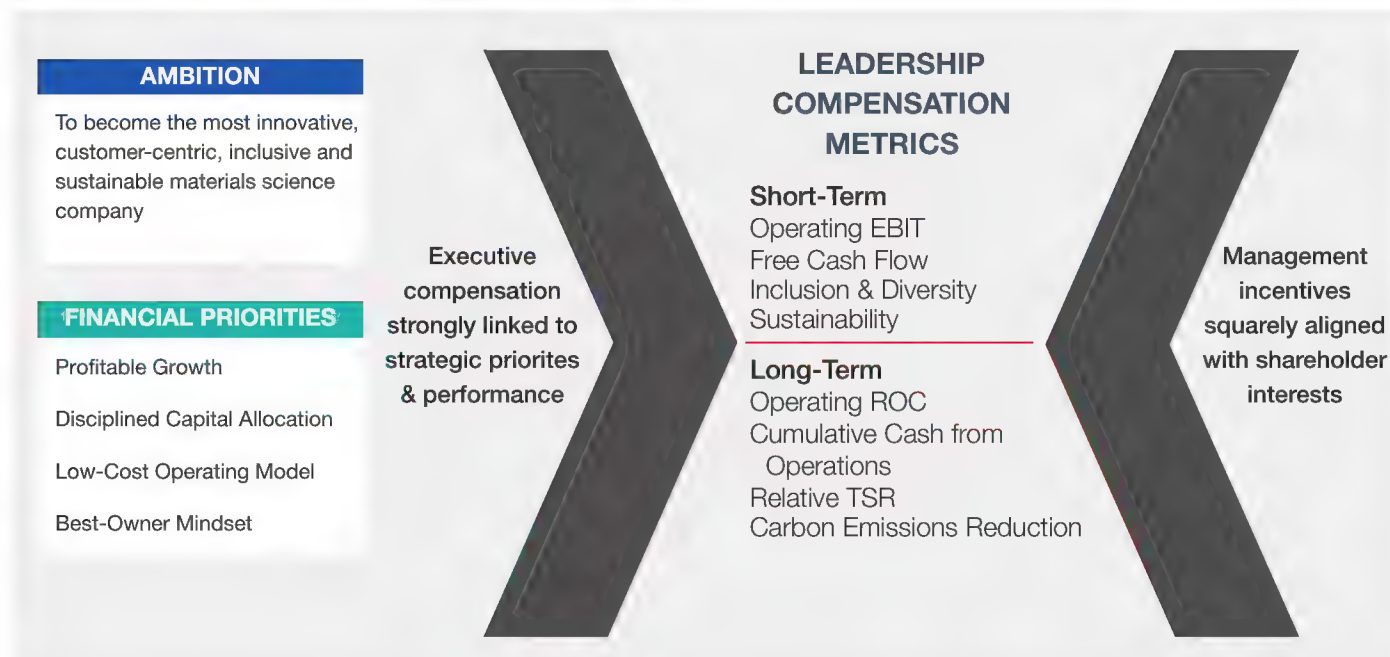 AMBITION
To become the most innovative,
customer-centric, inclusive and
sustainable materials science
company
FINANCIAL PRIORITIES
Profitable Growth
Disciplined Capital Allocation
Low-Cost Operating Model
Best-Owner Mindset
Executive
compensation
strongly linked to
strategic priorites
& performance
LEADERSHIP
COMPENSATION
METRICS
Short-Term
Operating EBIT
Free Cash Flow
Inclusion & Diversity
Sustainability
Long-Term
Operating ROC
Cumulative Cash from
Operations
Relative TSR
Carbon Emissions Reduction
Management
incentives
squarely aligned
with shareholder
interests